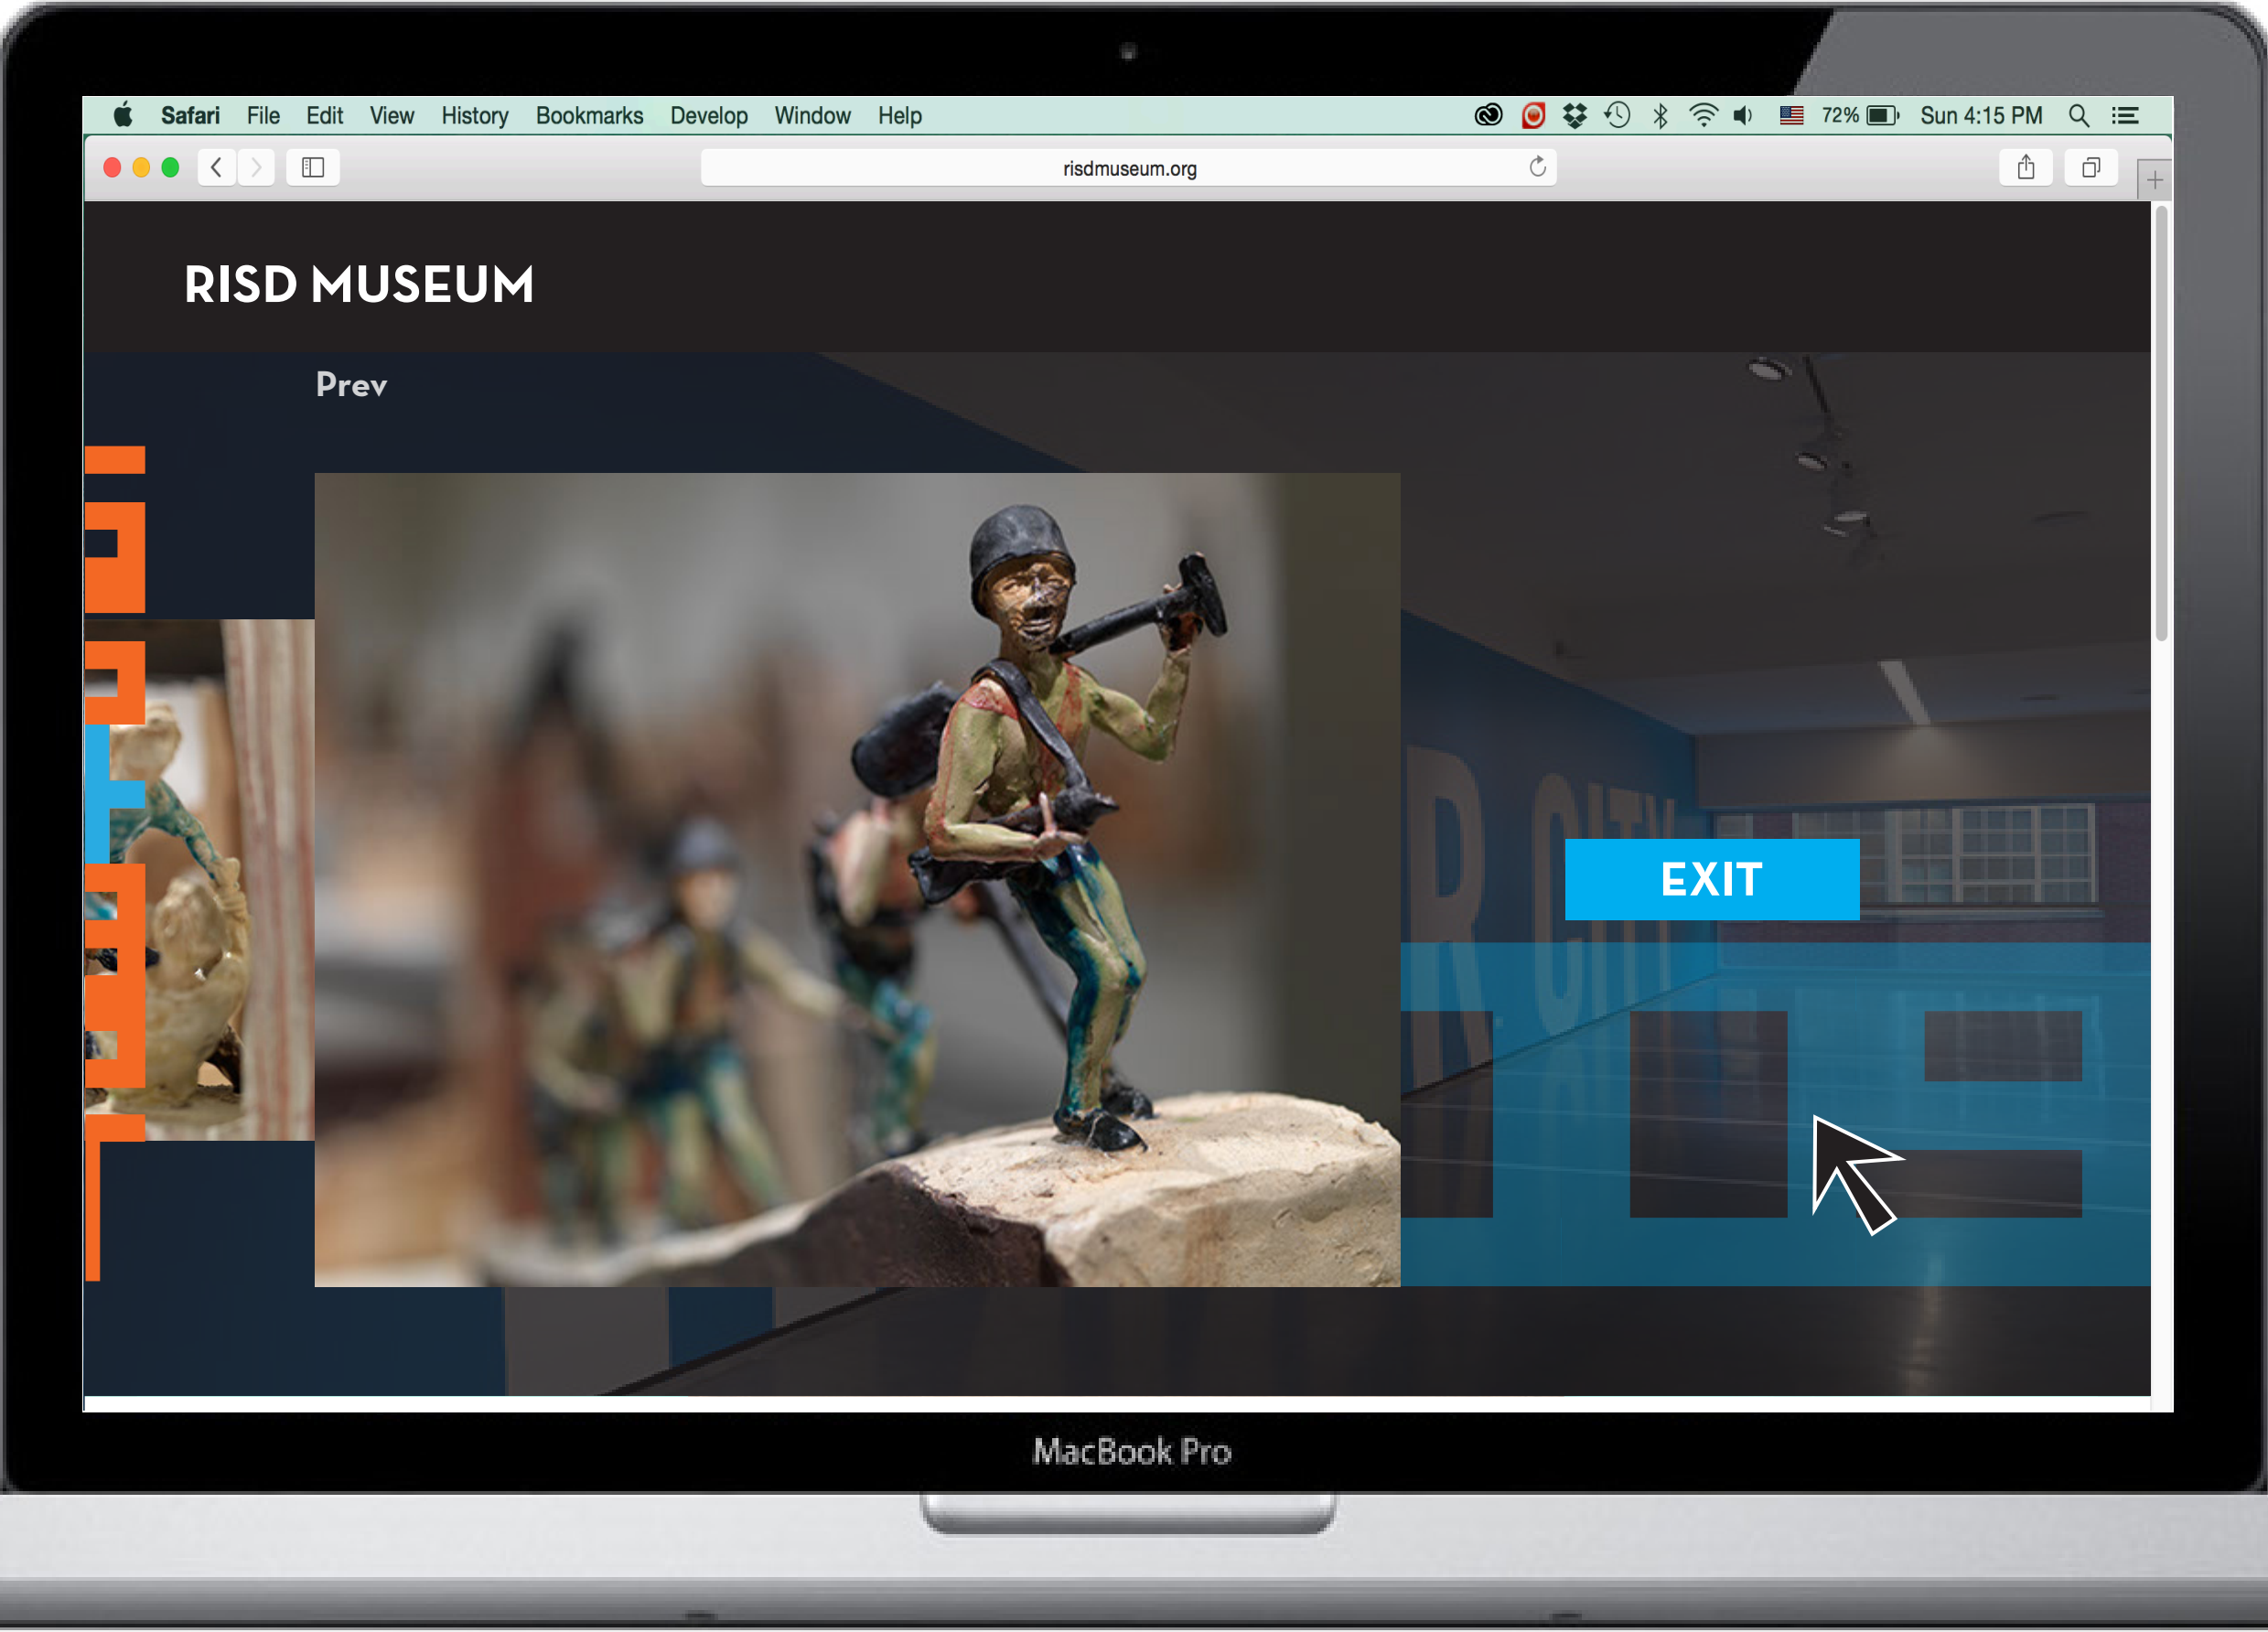 Safari File Edit View History Bookmarks Develop Window Help 72% Sun 4:15 PM
risdmuseum.org
RISD MUSEUM
Prev
R. CITY
EXIT
MacBook Pro